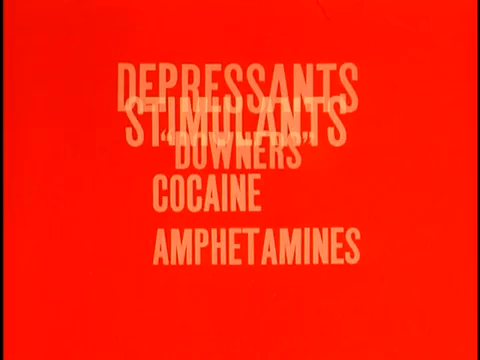 DEPRESSANTS
STIMULANTS
“DOWNERS”
COCAINE
AMPHETAMINES